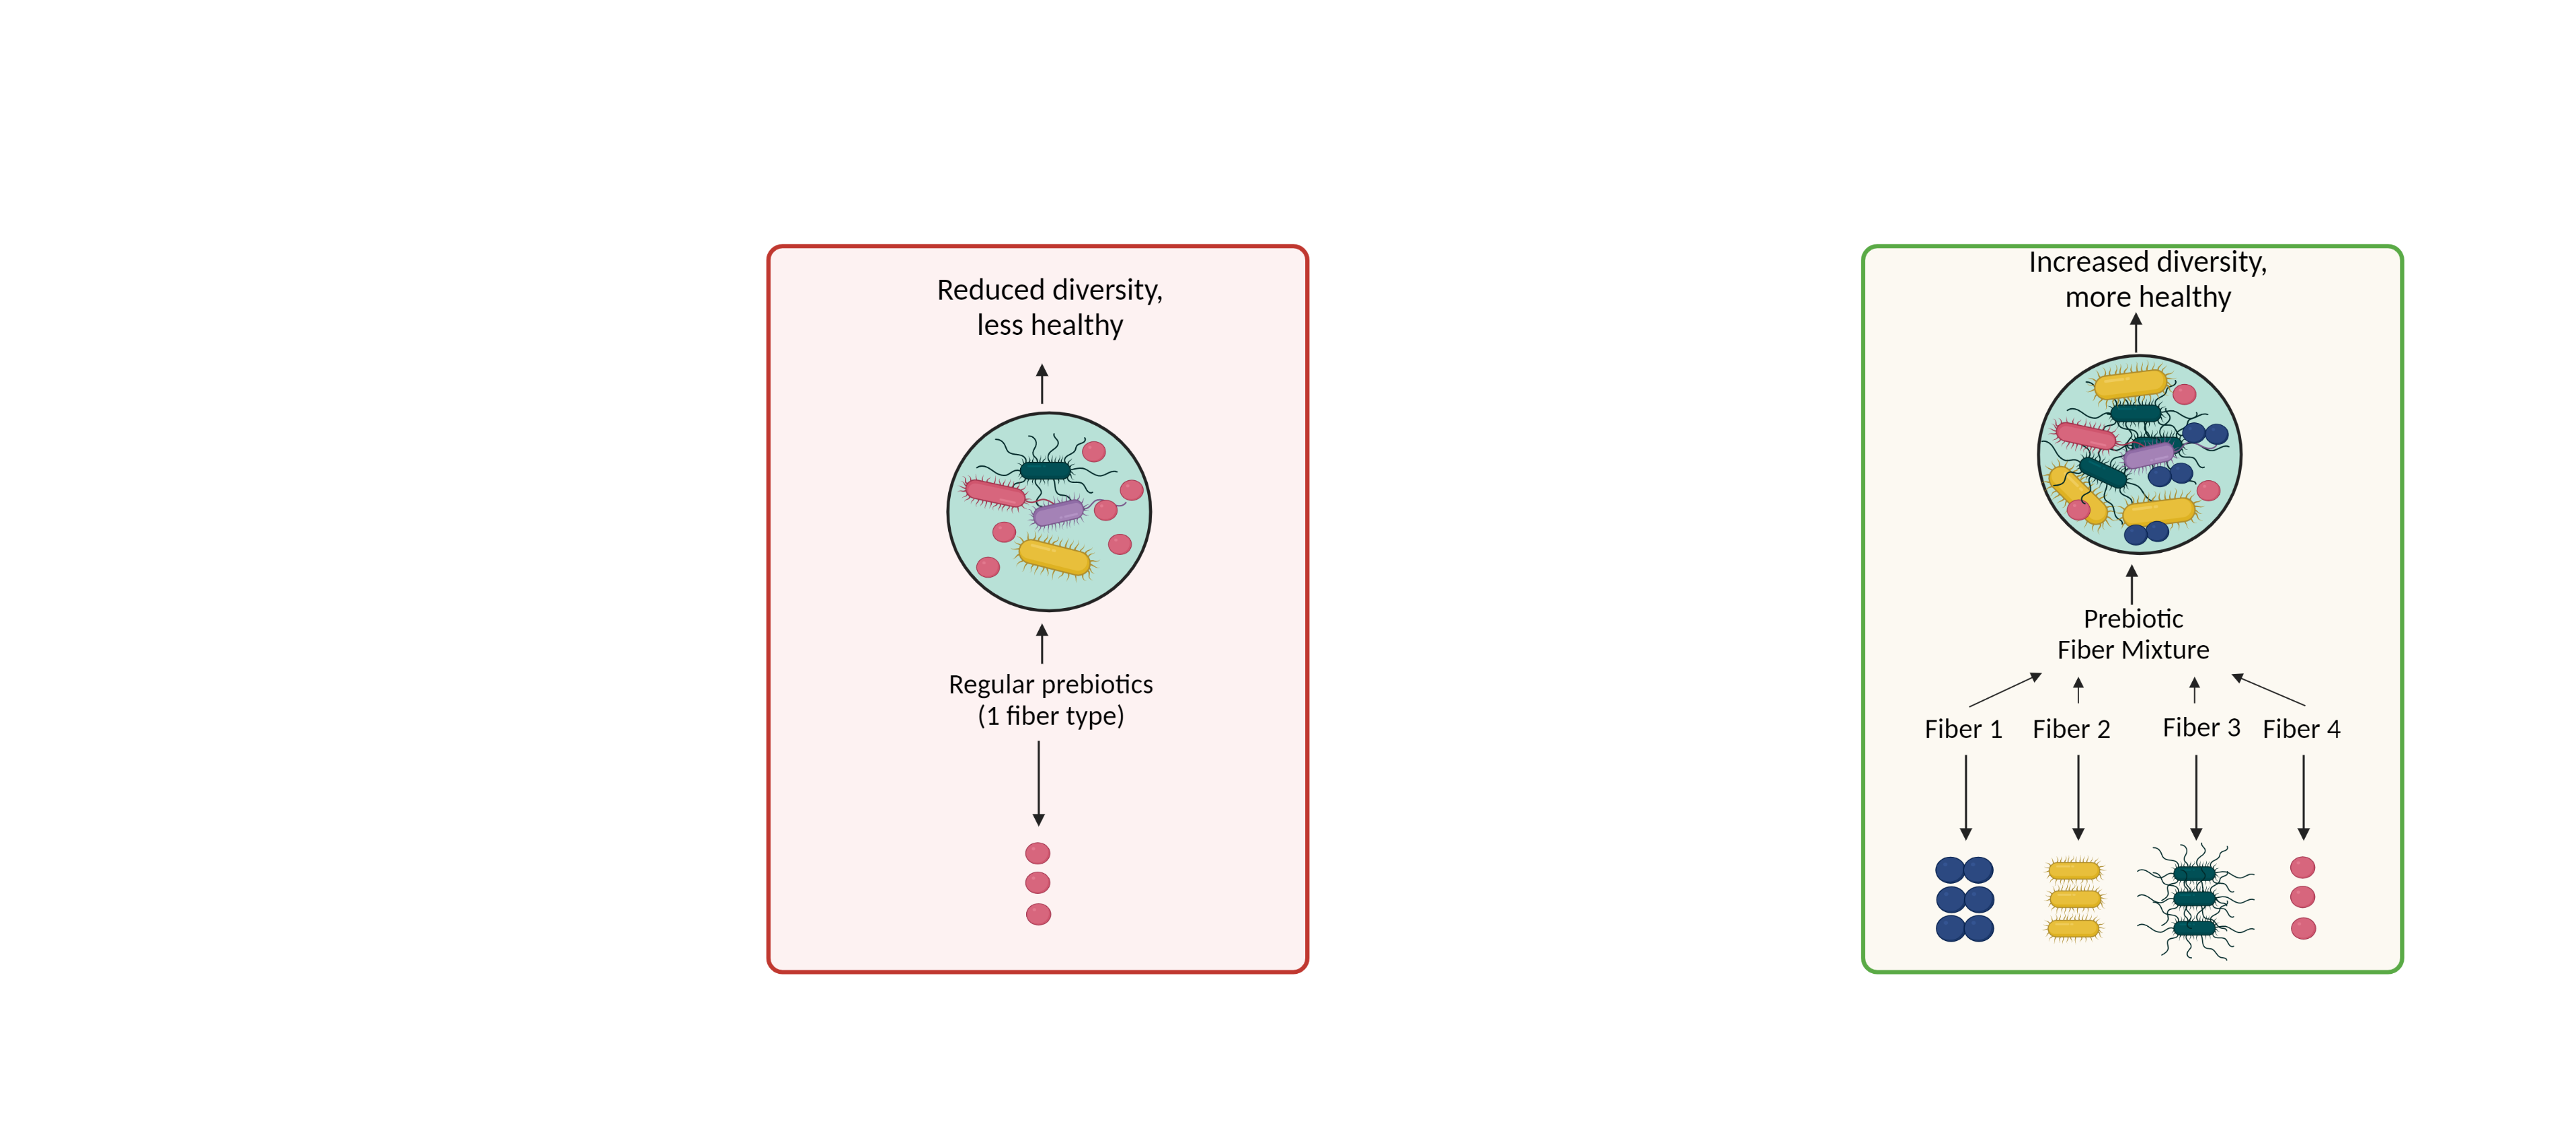 Reduced diversity,
less healthy
Regular prebiotics
(1 fiber type)
Increased diversity,
more healthy
Prebiotic
Fiber Mixture
Fiber 1
Fiber 2
Fiber 3
Fiber 4